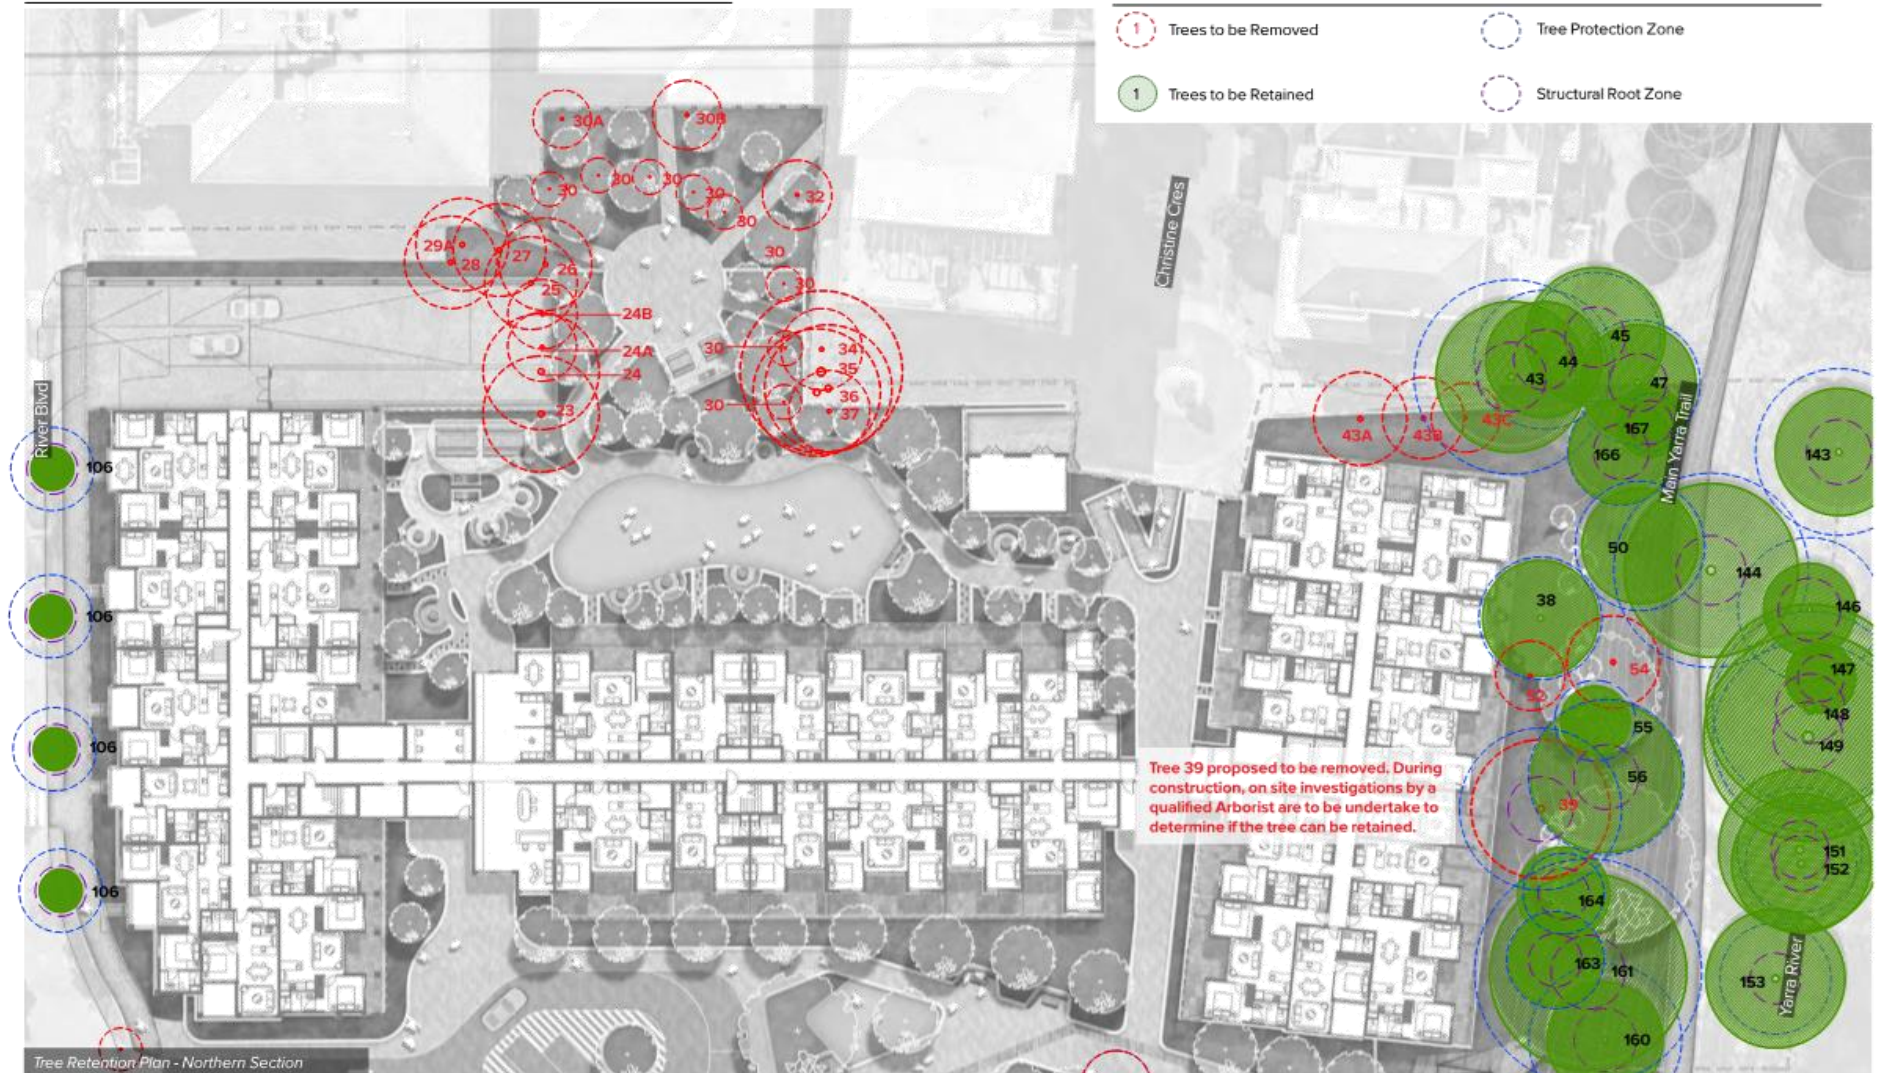 1 Trees to be Removed
Tree Protection Zone
1 Trees to be Retained
Structural Root Zone
30A
30B
30
30
30
30
30
32
30
30
29A
28
27
26
25
24B
24A
24
23
30
30
34
35
36
37
Christine Cres
River Blvd
106
106
106
106
45
44
43
47
43A
43B
43C
167
166
Main Yarra Trail
143
50
144
38
146
54
52
147
148
149
55
56
39
Tree 39 proposed to be removed. During
construction, on site investigations by a
qualified Arborist are to be undertake to
determine if the tree can be retained.
151
152
164
163
161
153
160
Yarra River
Tree Retention Plan - Northern Section